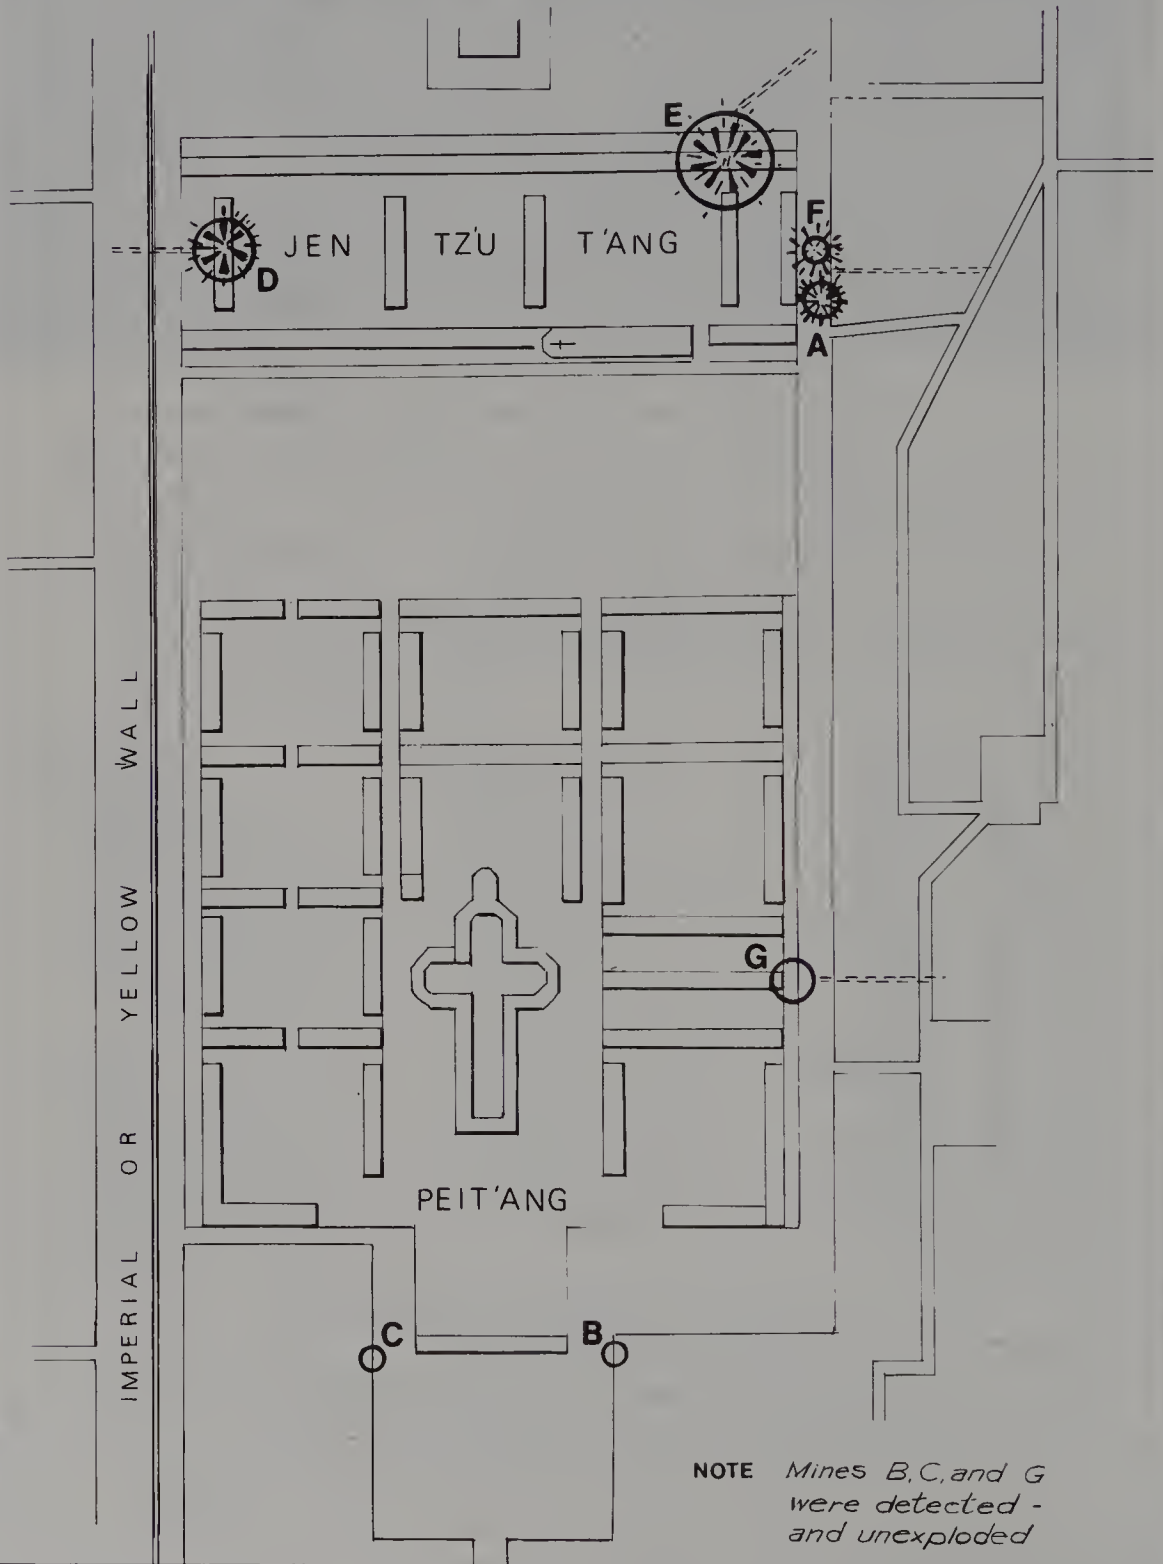 E
F
JEN TZ'U T'ANG
D
A
G
IMPERIAL OR YELLOW WALL
PEIT'ANG
C
B
NOTE Mines B, C, and G
were detected -
and unexploded